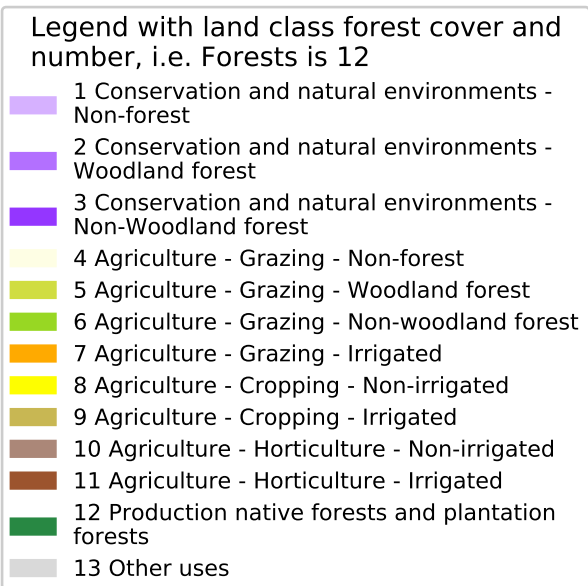 Legend with land class forest cover and
number, i.e. Forests is 12
1 Conservation and natural environments -
Non-forest
2 Conservation and natural environments -
Woodland forest
3 Conservation and natural environments -
Non-Woodland forest
4 Agriculture - Grazing - Non-forest
5 Agriculture - Grazing - Woodland forest
6 Agriculture - Grazing - Non-woodland forest
7 Agriculture - Grazing - Irrigated
8 Agriculture - Cropping - Non-irrigated
9 Agriculture - Cropping - Irrigated
10 Agriculture - Horticulture - Non-irrigated
11 Agriculture - Horticulture - Irrigated
12 Production native forests and plantation
forests
13 Other uses